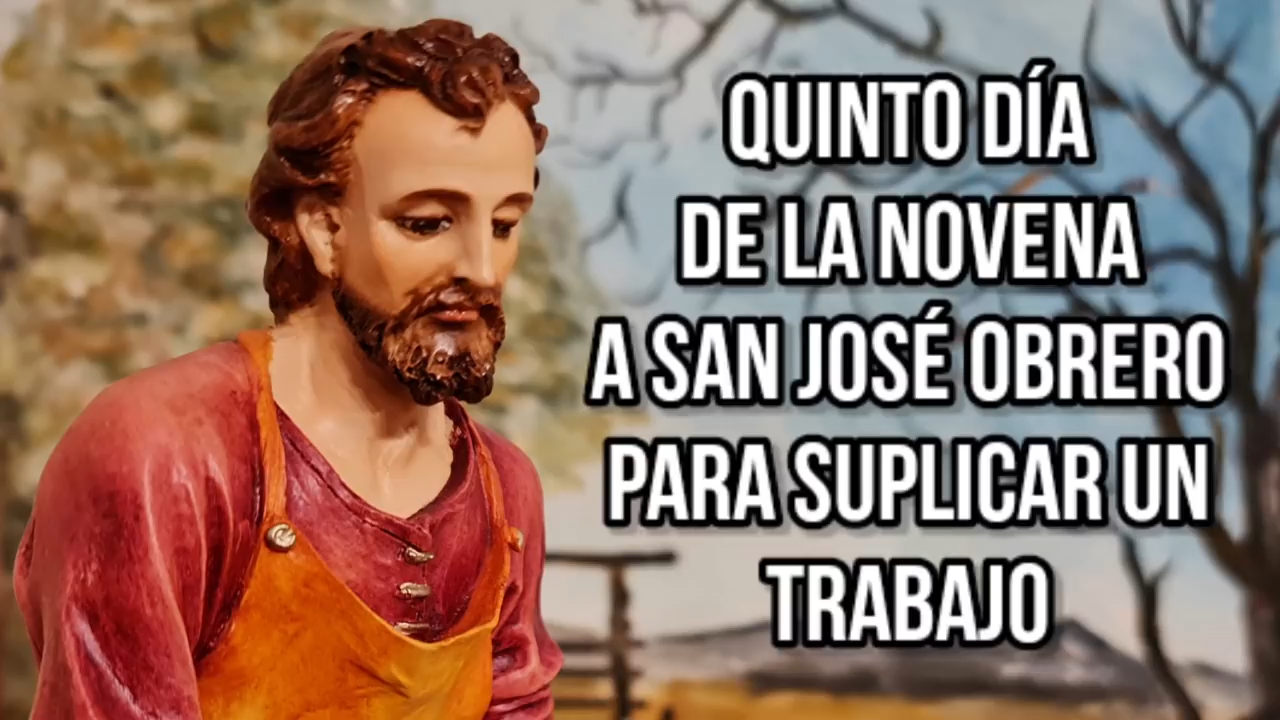 QUINTO DÍA
DE LA NOVENA
A SAN JOSÉ OBRERO
PARA SUPLICAR UN
TRABAJO